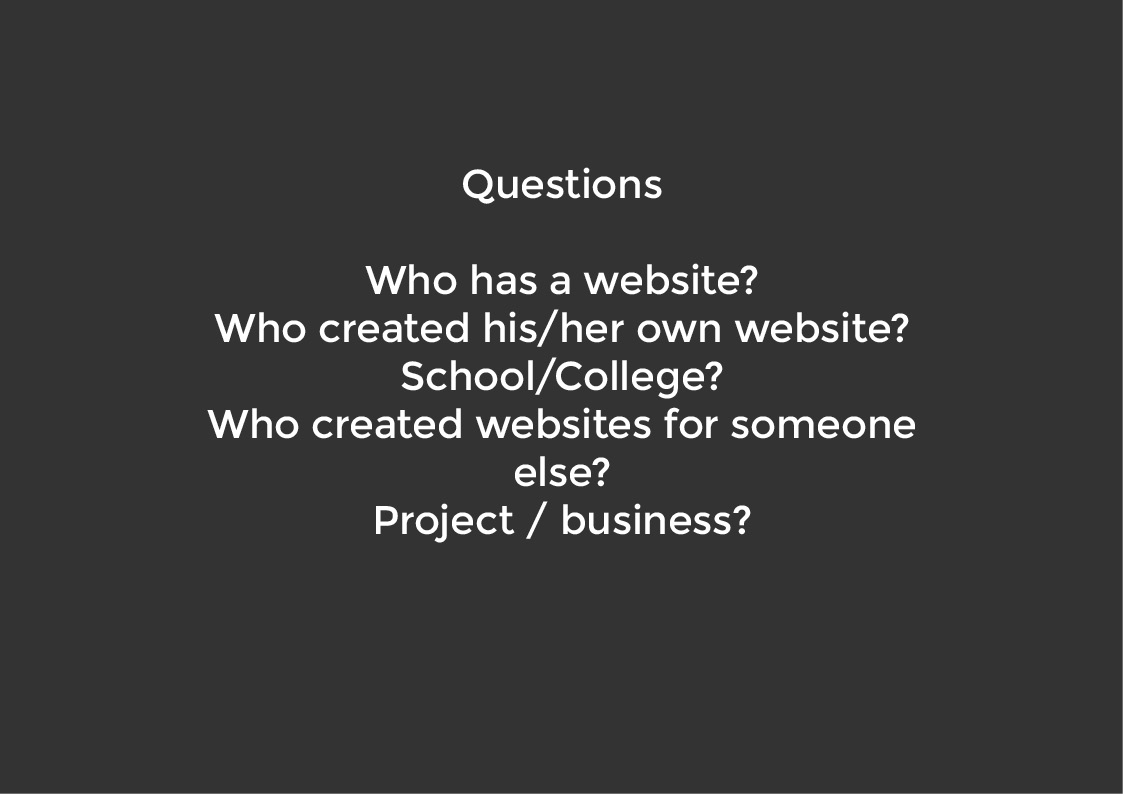 Questions
Who has a website?
Who created his/her own website?
School/College?
Who created websites for someone
else?
Project / business?